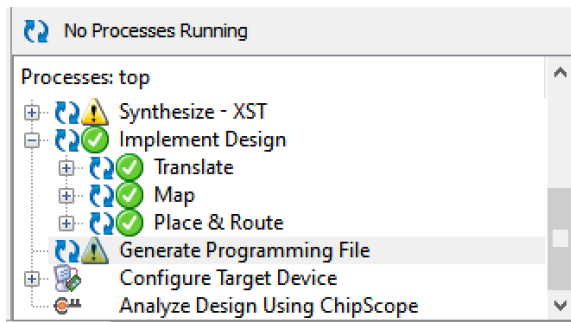 No Processes Running
Processes: top
Synthesize - XST
Implement Design
Translate
Map
Place & Route
Generate Programming File
Configure Target Device
Analyze Design Using ChipScope